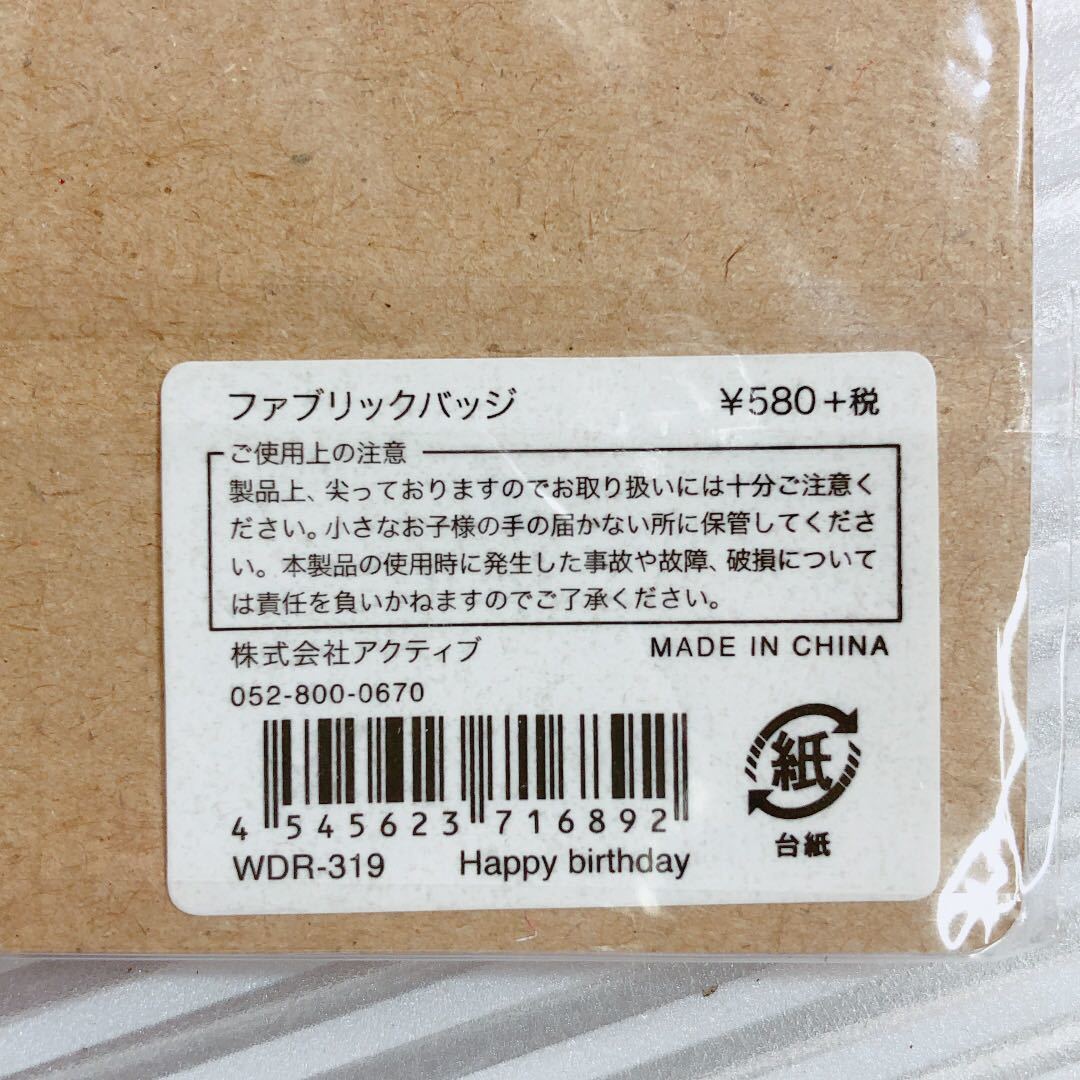 ファブリックバッジ ¥580+税
ご使用上の注意
製品上、尖っておりますのでお取り扱いには十分ご注意く
ださい。小さなお子様の手の届かない所に保管してくださ
い。本製品の使用時に発生した事故や故障、破損について
は責任を負いかねますのでご了承ください。
株式会社アクティブ MADE IN CHINA
052-800-0670
紙
4 545623 716892
台紙
WDR-319 Happy birthday